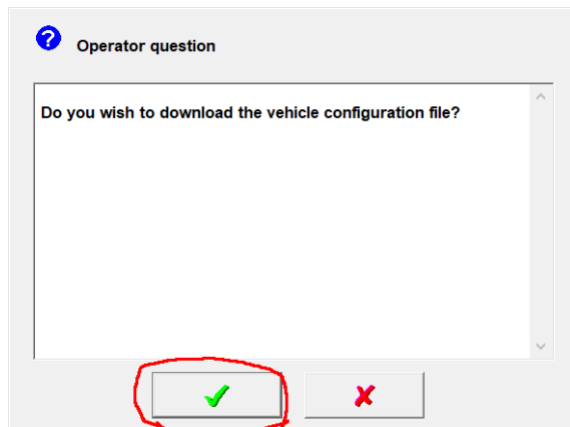 Operator question
Do you wish to download the vehicle configuration file?